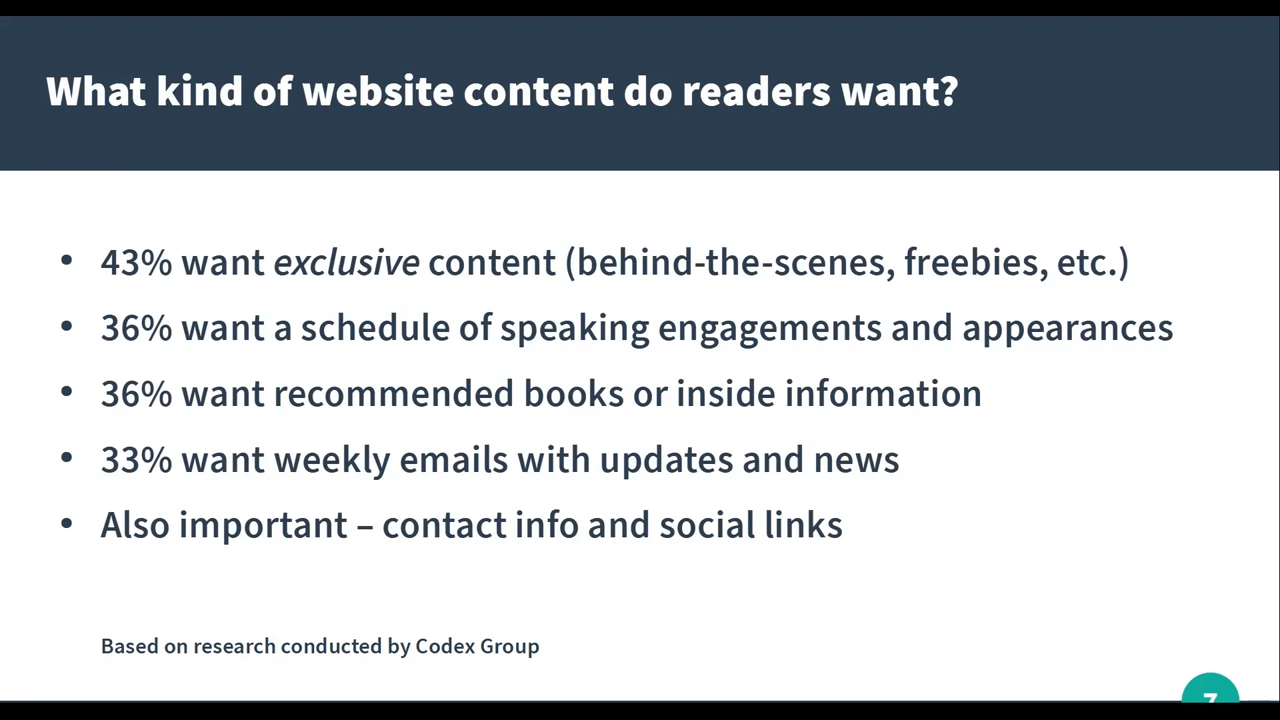 What kind of website content do readers want?
• 43% want exclusive content (behind-the-scenes, freebies, etc.)
• 36% want a schedule of speaking engagements and appearances
• 36% want recommended books or inside information
• 33% want weekly emails with updates and news
• Also important – contact info and social links
Based on research conducted by Codex Group
7